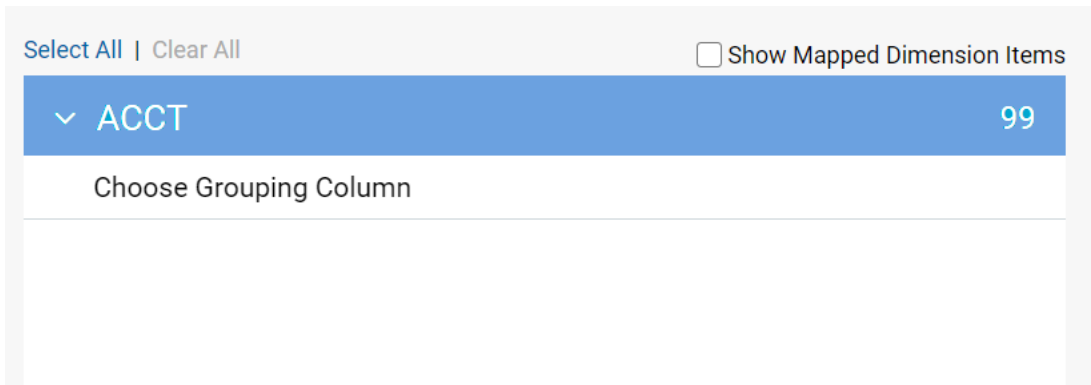 Select All | Clear All
Show Mapped Dimension Items
ACCT 99
Choose Grouping Column